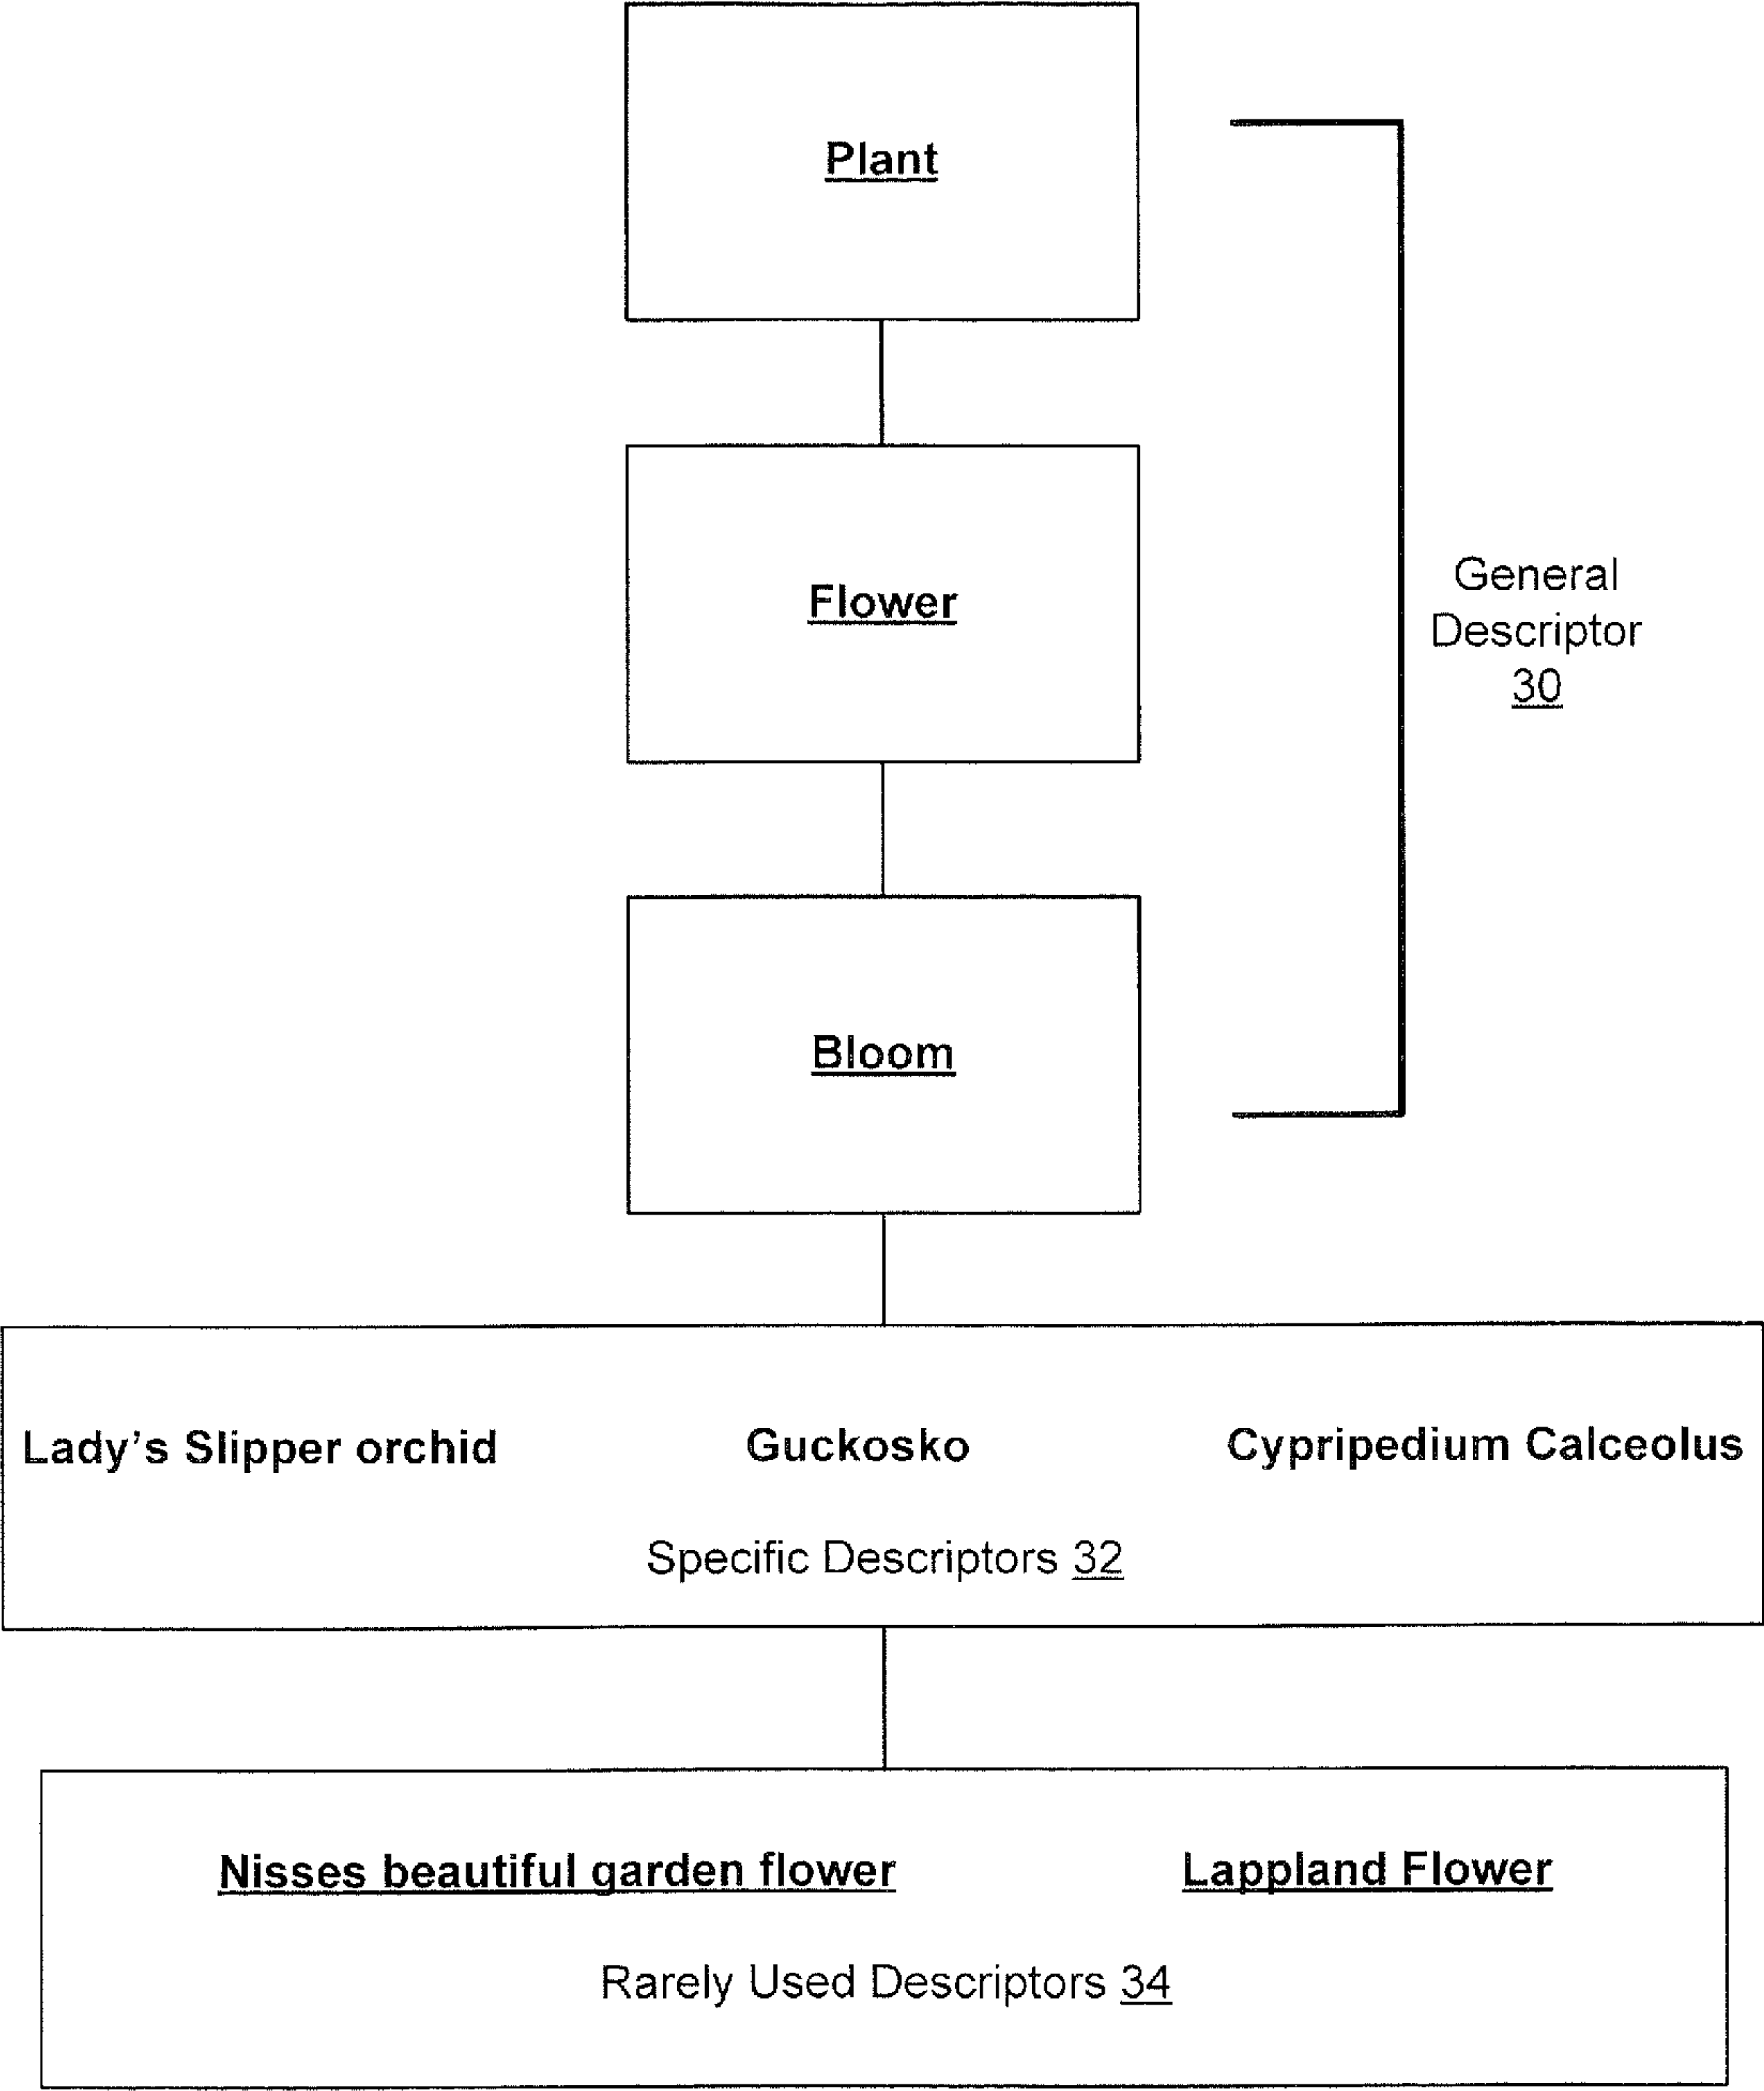 Plant
Flower
General
Descriptor
30
Bloom
Lady's Slipper orchid Guckosko Cypripedium Calceolus
Specific Descriptors 32
Nisses beautiful garden flower Lappland Flower
Rarely Used Descriptors 34